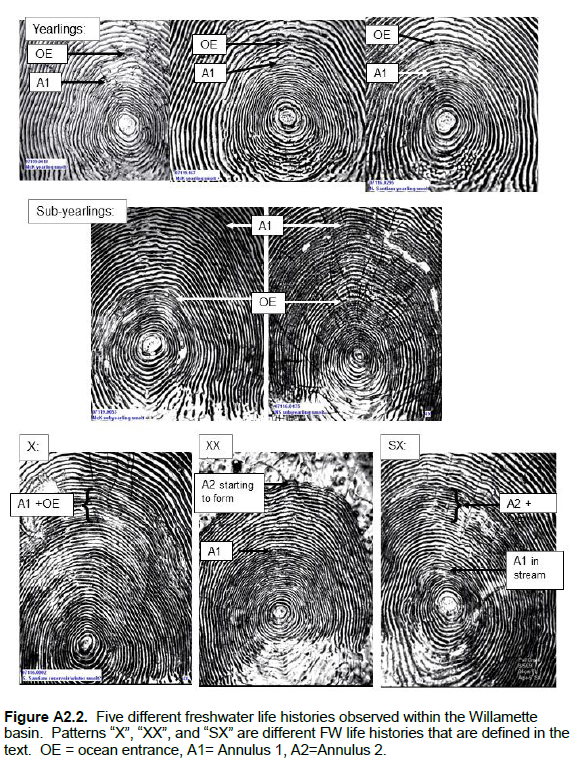 Yearlings:
OE
A1
OE
A1
OE
A1
Sub-yearlings:
A1
OE
X:
A1 +OE
XX
A2 starting
to form
A1
SX:
A2 +
A1 in
stream
Figure A2.2. Five different freshwater life histories observed within the Willamette
basin. Patterns “X”, “XX”, and “SX” are different FW life histories that are defined in the
text. OE = ocean entrance, A1= Annulus 1, A2=Annulus 2.